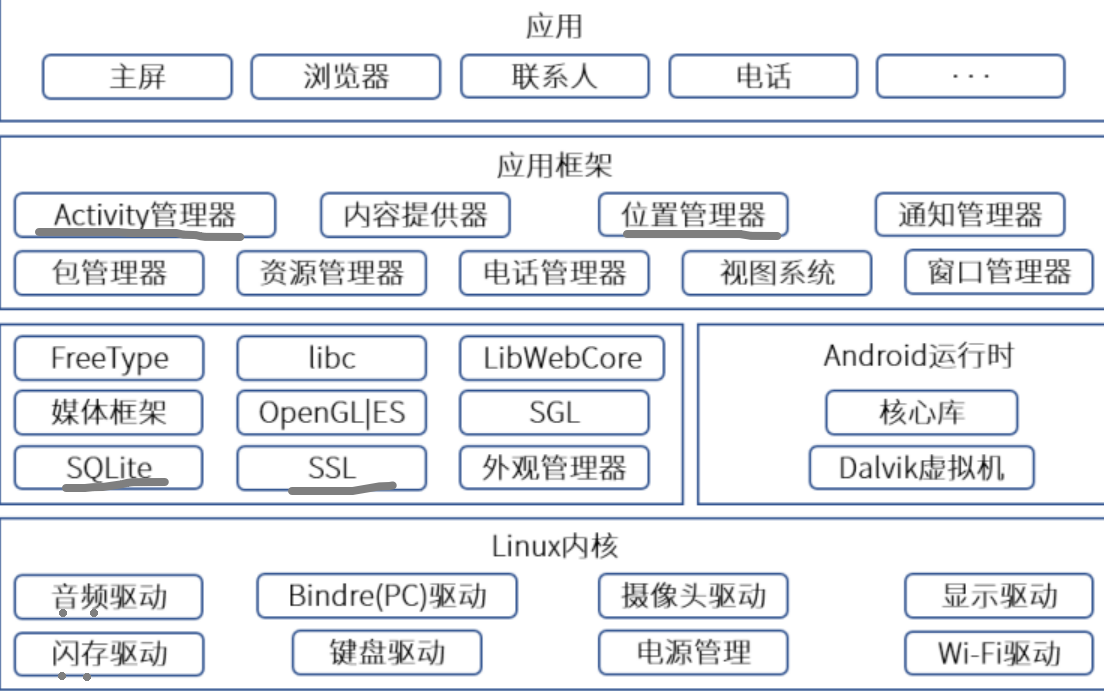 应用
主屏 浏览器 联系人 电话 ···
应用框架
Activity管理器 内容提供器 位置管理器 通知管理器
包管理器 资源管理器 电话管理器 视图系统 窗口管理器
FreeType libc LibWebCore
媒体框架 OpenGL|ES SGL
SQLite SSL 外观管理器
Android运行时
核心库
Dalvik虚拟机
Linux内核
音频驱动 Bindre(PC)驱动 摄像头驱动 显示驱动
闪存驱动 键盘驱动 电源管理 Wi-Fi驱动